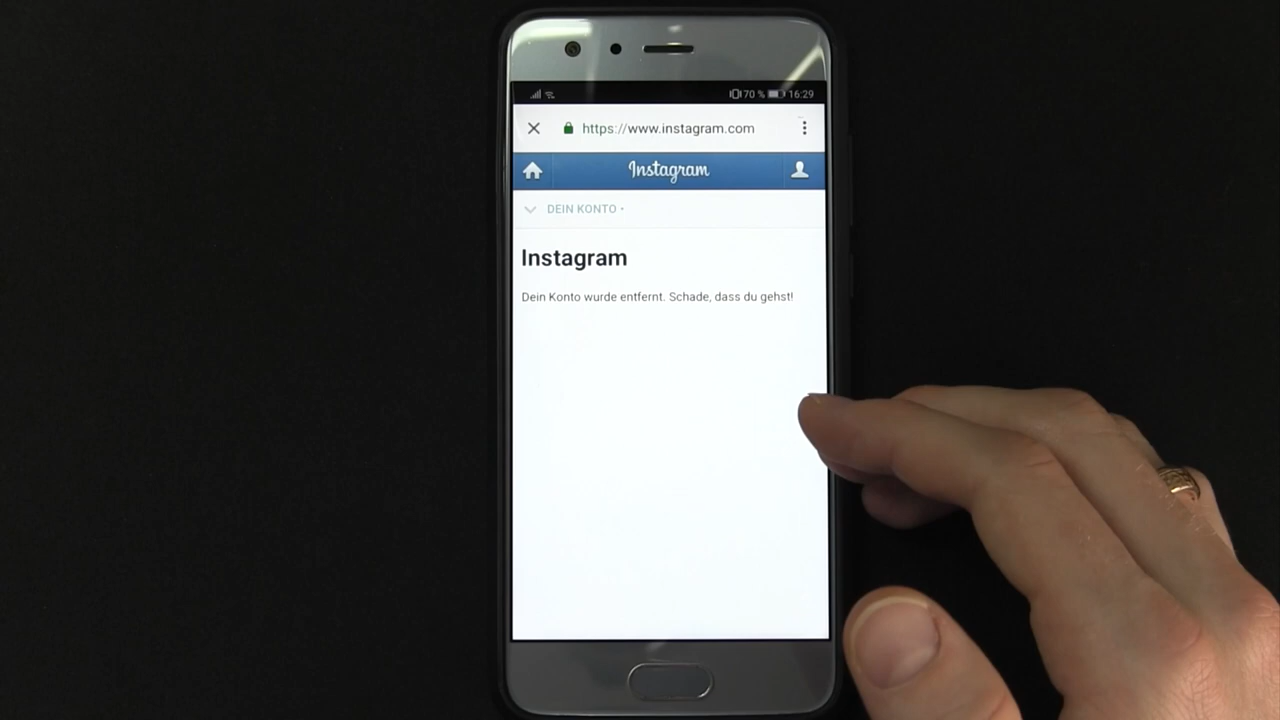 70 % 16:29
https://www.instagram.com
Instagram
DEIN KONTO •
Instagram
Dein Konto wurde entfernt. Schade, dass du gehst!